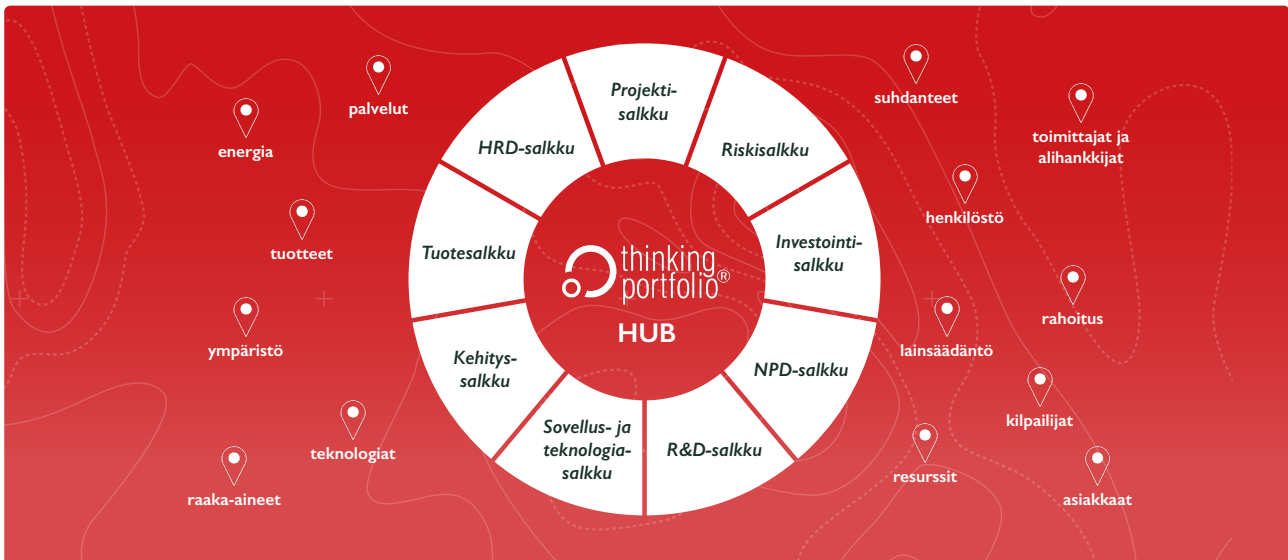 palvelut
energia
tuotteet
ympäristö
teknologiat
raaka-aineet
Projekti-
salkku
HRD-salkku
Riskisalkku
Tuotesalkku
Investointi-
salkku
thinking
portfolio®
HUB
Kehitys-
salkku
NPD-salkku
Sovellus- ja
teknologia-
salkku
R&D-salkku
suhdanteet
toimittajat ja
alihankkijat
henkilöstö
rahoitus
lainsäädäntö
kilpailijat
resurssit
asiakkaat